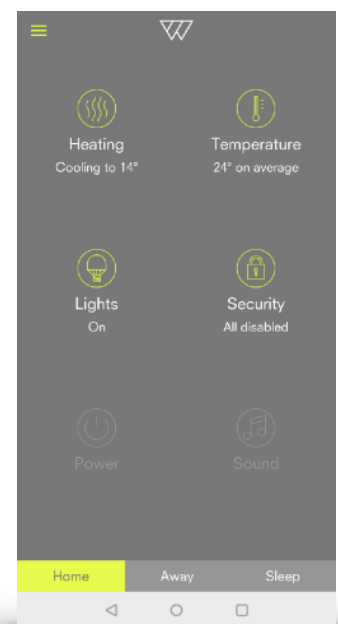 Heating
Cooling to 14°
Temperature
24° on average
Lights
On
Security
All disabled
Power
Sound
Home
Away
Sleep